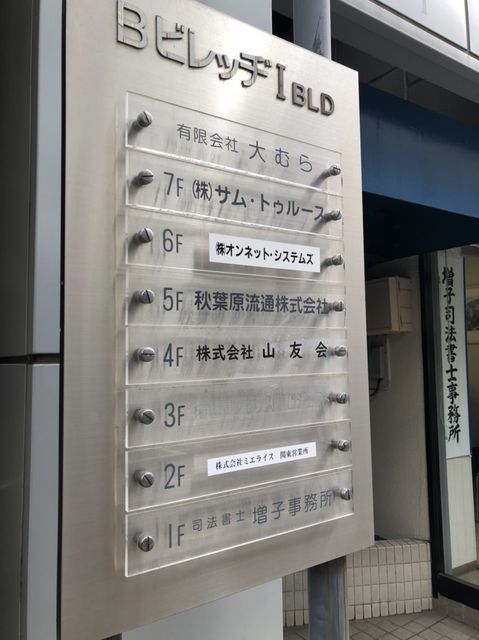 BビレッヂⅠBLD
有限会社 大むら
7F (株)サム・トゥルース
6F ㈱オンネット・システムズ
5F 秋葉原流通株式会社
4F 株式会社 山友会
3F
2F 株式会社ミエライス 関東営業所
1F 司法書士 増子事務所
増子司法書士事務所